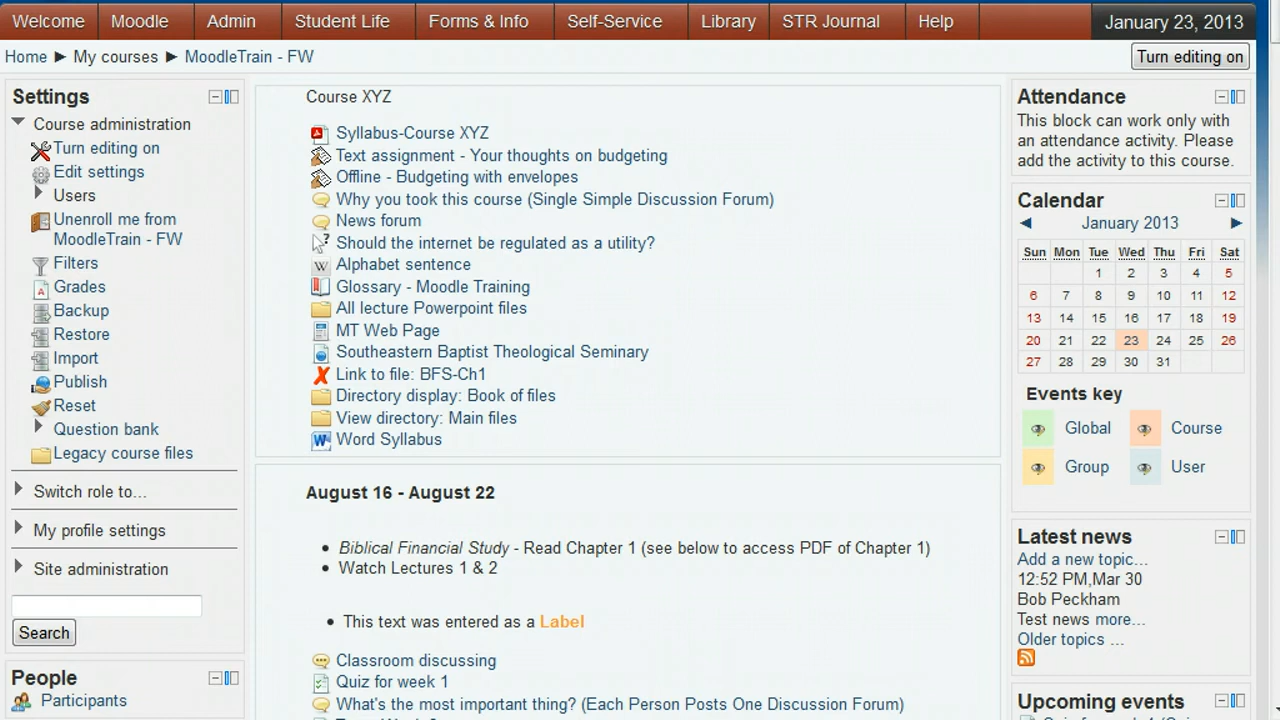 Welcome Moodle Admin Student Life Forms & Info Self-Service Library STR Journal Help January 23, 2013
Home ► My courses ► MoodleTrain - FW
Turn editing on
Settings
Course administration
Turn editing on
Edit settings
Users
Unenroll me from
MoodleTrain - FW
Filters
Grades
Backup
Restore
Import
Publish
Reset
Question bank
Legacy course files
Switch role to...
My profile settings
Site administration
Search
People
Participants
Course XYZ
Syllabus-Course XYZ
Text assignment - Your thoughts on budgeting
Offline - Budgeting with envelopes
Why you took this course (Single Simple Discussion Forum)
News forum
Should the internet be regulated as a utility?
Alphabet sentence
Glossary - Moodle Training
All lecture Powerpoint files
MT Web Page
Southeastern Baptist Theological Seminary
Link to file: BFS-Ch1
Directory display: Book of files
View directory: Main files
Word Syllabus
August 16 - August 22
• Biblical Financial Study - Read Chapter 1 (see below to access PDF of Chapter 1)
• Watch Lectures 1 & 2
• This text was entered as a Label
Classroom discussing
Quiz for week 1
What's the most important thing? (Each Person Posts One Discussion Forum)
Attendance
This block can work only with
an attendance activity. Please
add the activity to this course.
Calendar
◄ January 2013 ►
Sun Mon Tue Wed Thu Fri Sat
1 2 3 4 5
6 7 8 9 10 11 12
13 14 15 16 17 18 19
20 21 22 23 24 25 26
27 28 29 30 31
Events key
Global Course
Group User
Latest news
Add a new topic...
12:52 PM,Mar 30
Bob Peckham
Test news more...
Older topics ...
Upcoming events